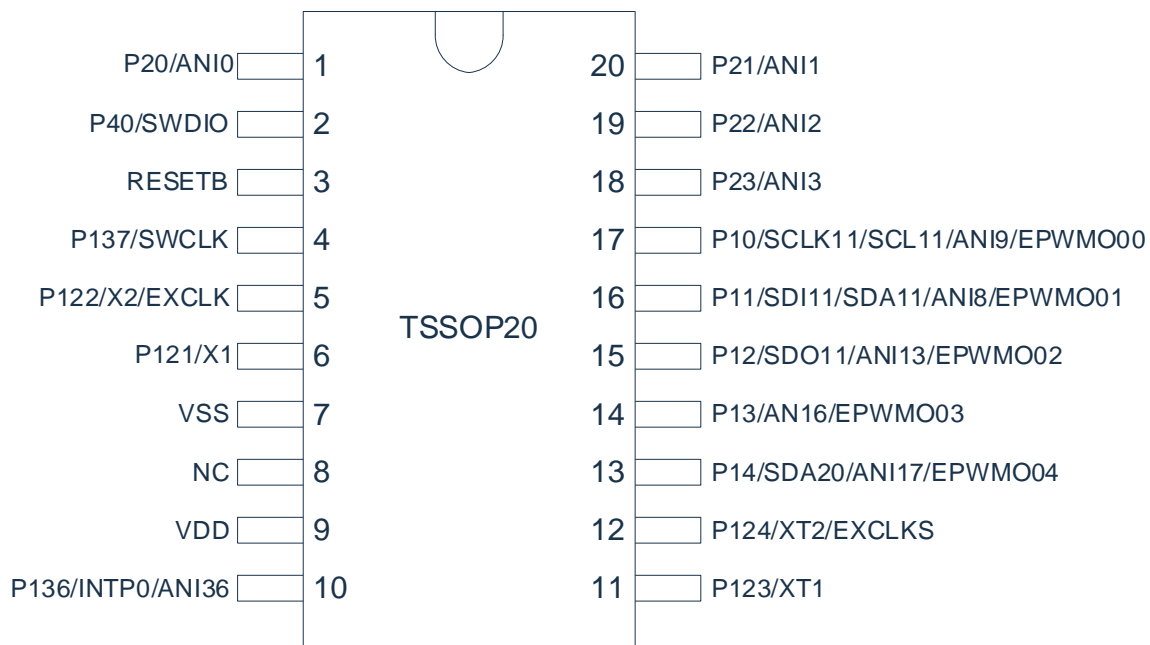 P20/ANI0 1 20 P21/ANI1
P40/SWDIO 2 19 P22/ANI2
RESETB 3 18 P23/ANI3
P137/SWCLK 4 17 P10/SCLK11/SCL11/ANI9/EPWMO00
P122/X2/EXCLK 5 16 P11/SDI11/SDA11/ANI8/EPWMO01
TSSOP20
P121/X1 6 15 P12/SDO11/ANI13/EPWMO02
VSS 7 14 P13/AN16/EPWMO03
NC 8 13 P14/SDA20/ANI17/EPWMO04
VDD 9 12 P124/XT2/EXCLKS
P136/INTP0/ANI36 10 11 P123/XT1